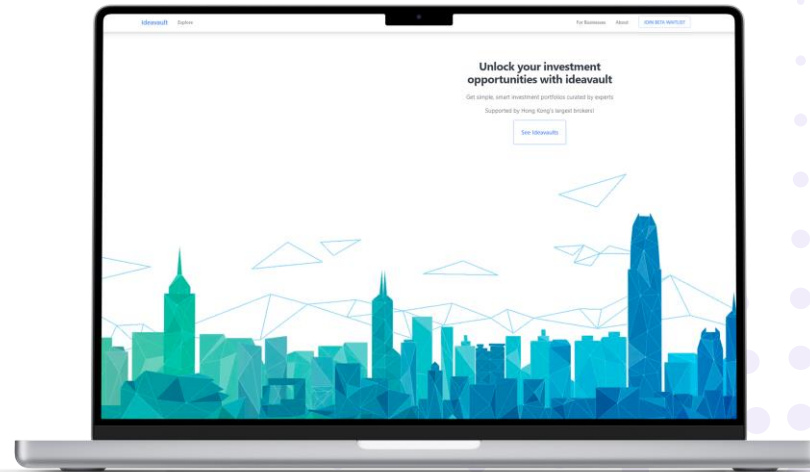 ideavault
Explore
For Businesses
About
JOIN BETA WAITLIST
Unlock your investment
opportunities with ideavault
Get simple, smart investment portfolios curated by experts
Supported by Hong Kong's largest brokers!
See Ideavaults